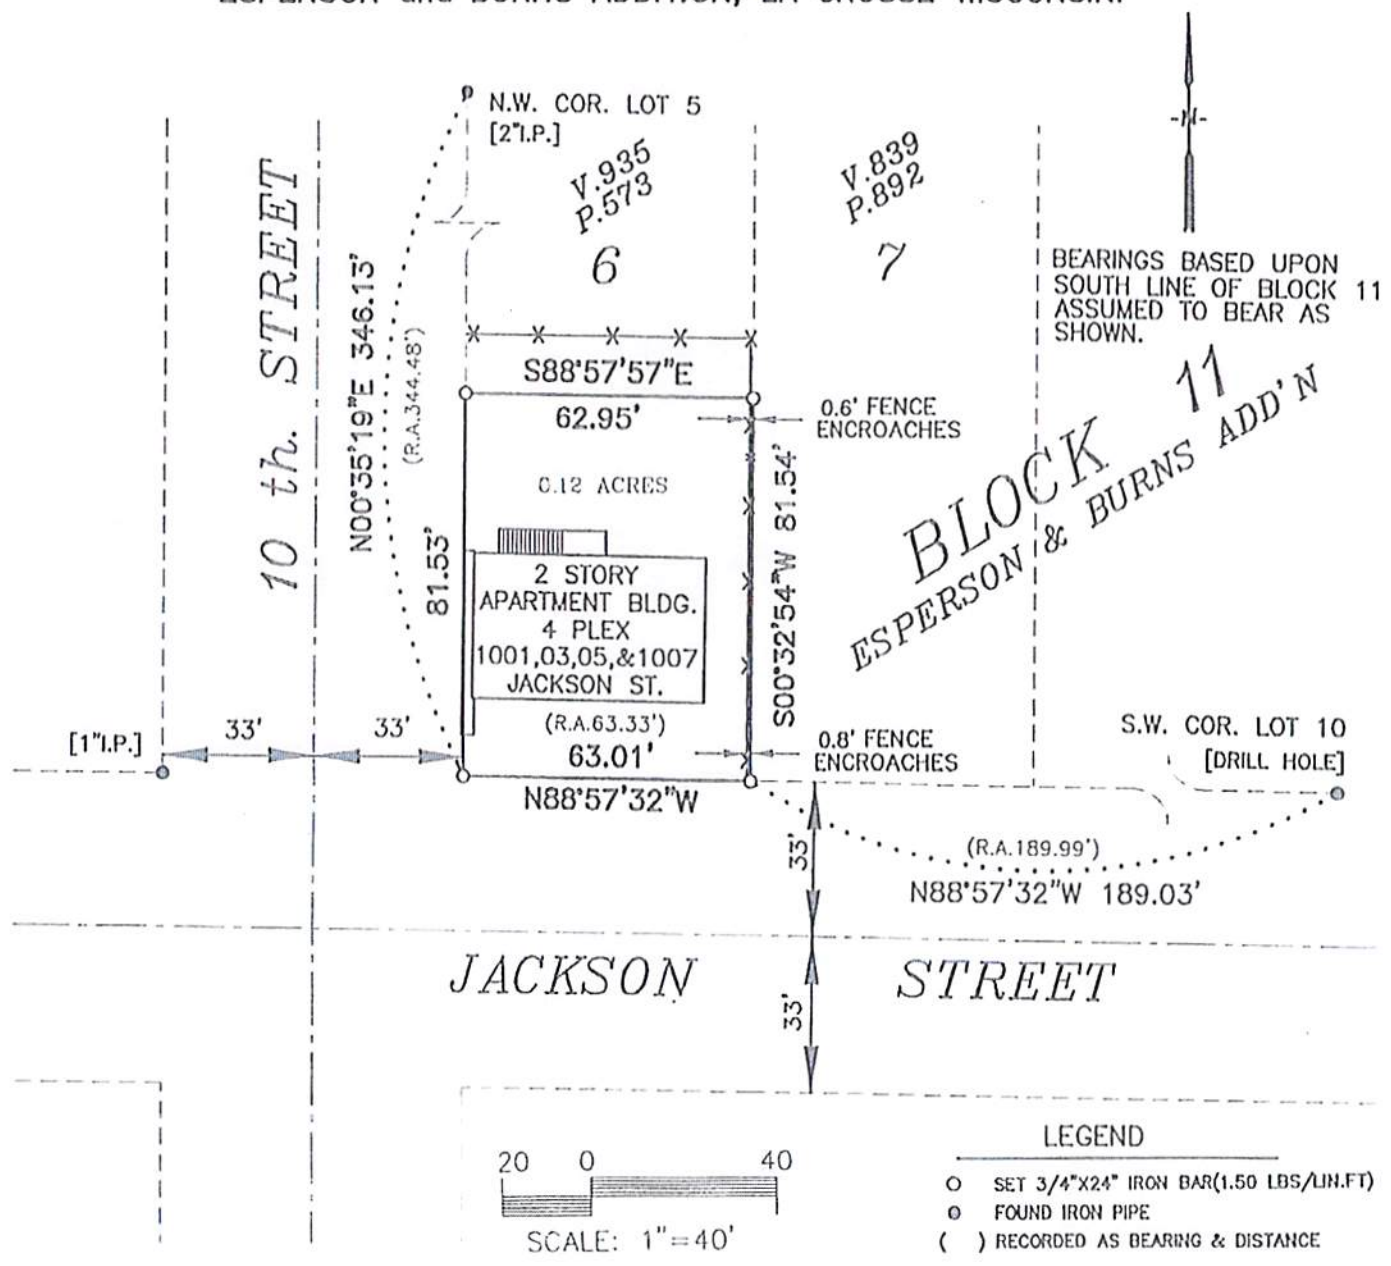 N.W. COR. LOT 5
[2"I.P.]
V.935
P.573
6
V.839
P.892
7
-N-
BEARINGS BASED UPON
SOUTH LINE OF BLOCK 11
ASSUMED TO BEAR AS
SHOWN.
10 th. STREET
N00°35'19"E 346.13'
(R.A.344.48')
S88°57'57"E
62.95'
0.6' FENCE
ENCROACHES
0.12 ACRES
81.53'
S00°32'54"W 81.54'
BLOCK 11
ESPERSON & BURNS ADD'N
2 STORY
APARTMENT BLDG.
4 PLEX
1001,03,05,&1007
JACKSON ST.
(R.A.63.33')
63.01'
N88°57'32"W
[1"I.P.]
33'
33'
0.8' FENCE
ENCROACHES
S.W. COR. LOT 10
[DRILL HOLE]
33'
(R.A.189.99')
N88°57'32"W 189.03'
JACKSON STREET
33'
20 0 40
SCALE: 1"=40'
LEGEND
SET 3/4"X24" IRON BAR(1.50 LBS/LIN.FT)
FOUND IRON PIPE
( ) RECORDED AS BEARING & DISTANCE